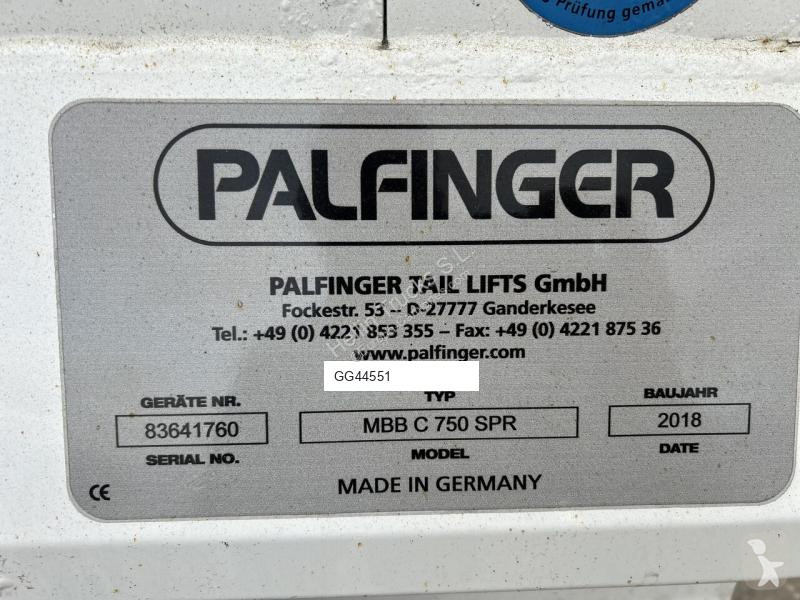 Prüfung gemä
PALFINGER
PALFINGER TAIL LIFTS GmbH
Fockestr. 53 -- D-27777 Ganderkesee
Tel.: +49 (0) 4221 853 355 – Fax: +49 (0) 4221 875 36
www.palfinger.com
GG44551
GERÄTE NR. TYP BAUJAHR
83641760 MBB C 750 SPR 2018
SERIAL NO. MODEL DATE
CE MADE IN GERMANY